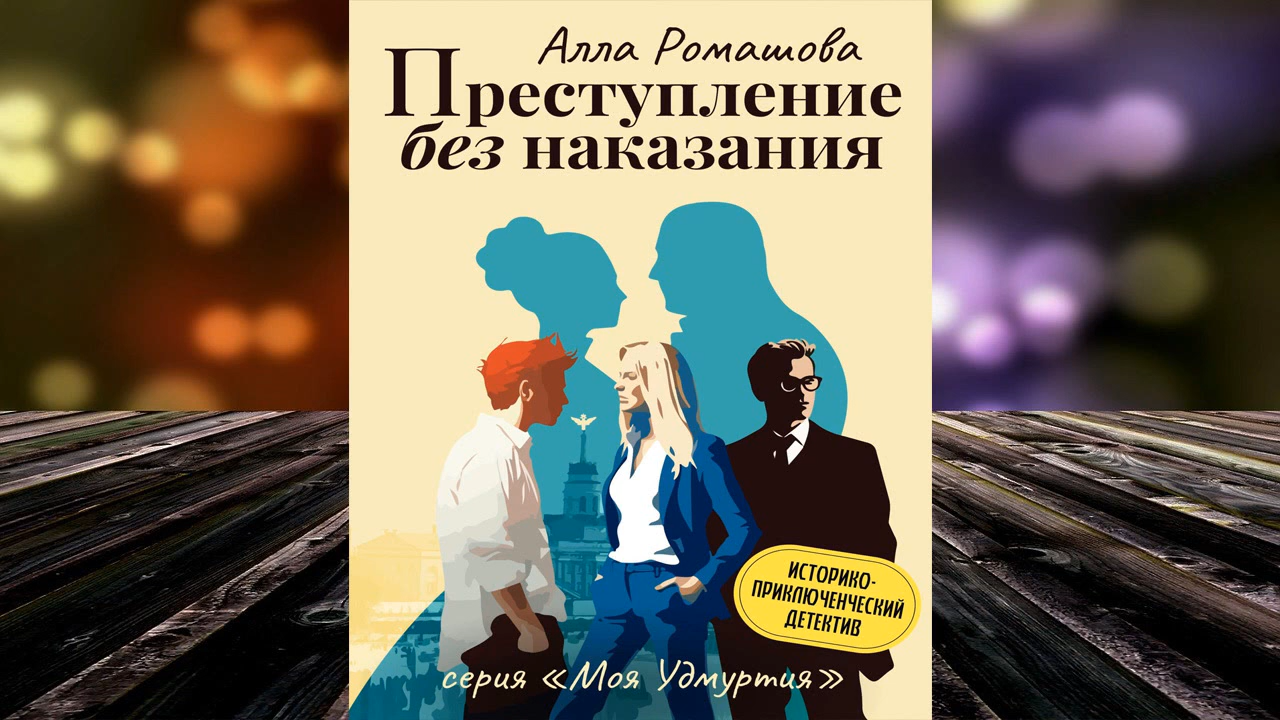 Алла Ромашова
Преступление
без наказания
ИСТОРИКО-
ПРИКЛЮЧЕНЧЕСКИЙ
ДЕТЕКТИВ
серия «Моя Удмуртия»